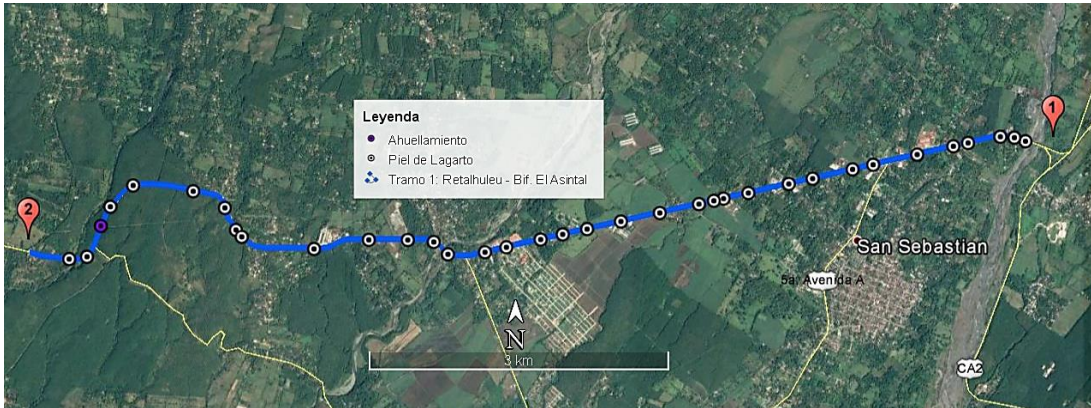 Leyenda
Ahuellamiento
Piel de Lagarto
Tramo 1: Retalhuleu - Bif. El Asintal
1
2
San Sebastian
5a. Avenida A
N
3 km
CA2